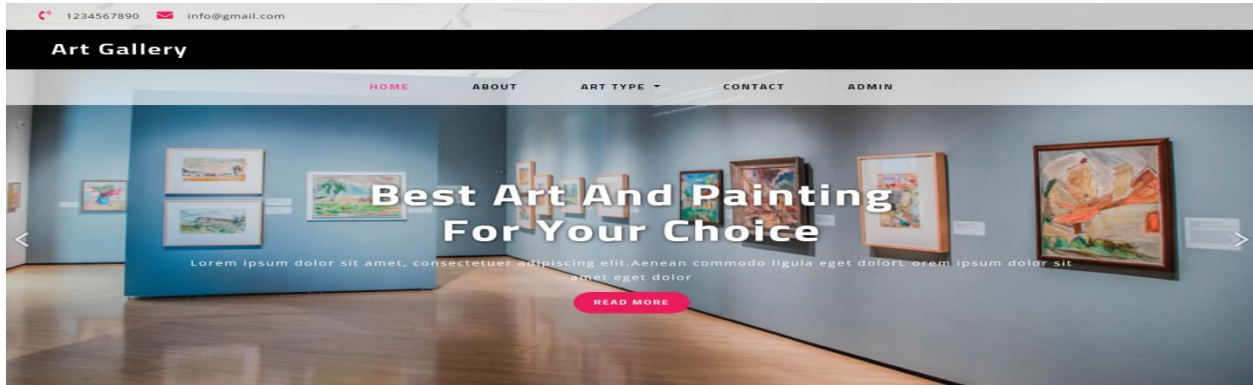 1234567890 info@gmail.com
Art Gallery
HOME ABOUT ART TYPE CONTACT ADMIN
Best Art And Painting
For Your Choice
Lorem ipsum dolor sit amet, consectetuer adipiscing elit.Aenean commodo ligula eget dolorL orem ipsum dolor sit
amet eget dolor
READ MORE